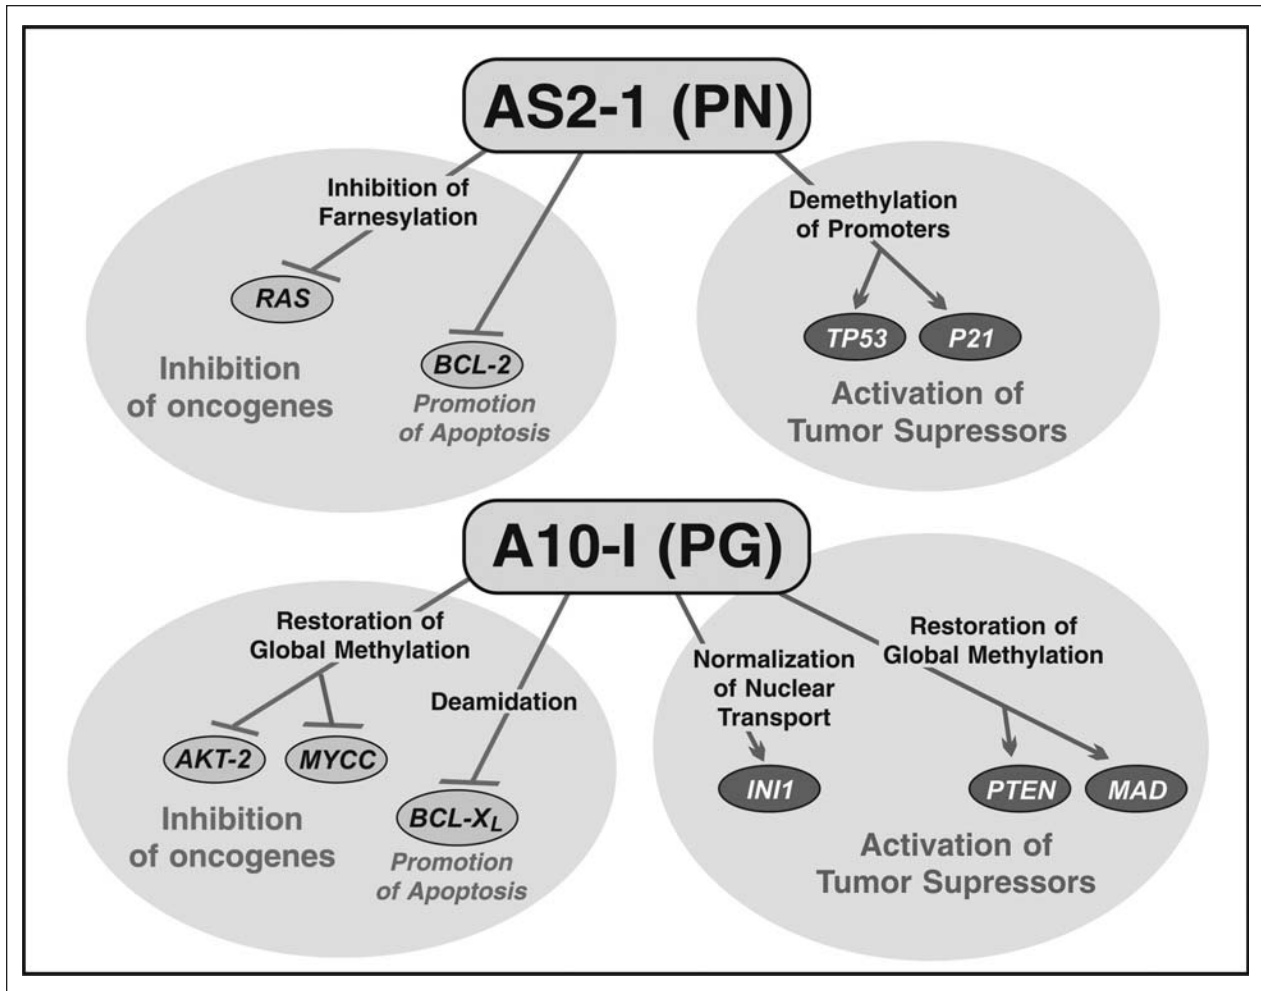 AS2-1 (PN)
Inhibition of
Farnesylation
RAS
Inhibition
of oncogenes
BCL-2
Promotion
of Apoptosis
Demethylation
of Promoters
TP53
P21
Activation of
Tumor Supressors
A10-I (PG)
Restoration of
Global Methylation
AKT-2
MYCC
Inhibition
of oncogenes
Deamidation
BCL-XL
Promotion
of Apoptosis
Normalization
of Nuclear
Transport
INI1
Restoration of
Global Methylation
PTEN
MAD
Activation of
Tumor Supressors